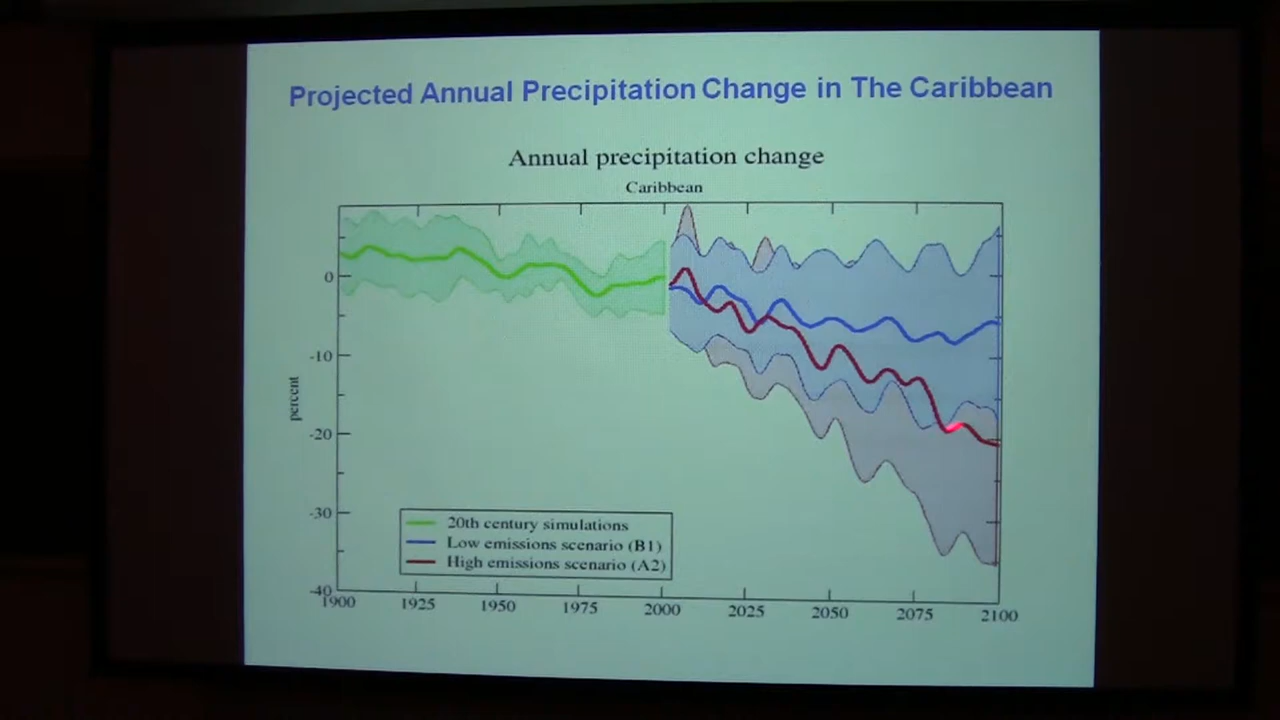 Projected Annual Precipitation Change in The Caribbean
Annual precipitation change
Caribbean
0
-10
-20
-30
-40
percent
20th century simulations
Low emissions scenario (B1)
High emissions scenario (A2)
1900 1925 1950 1975 2000 2025 2050 2075 2100